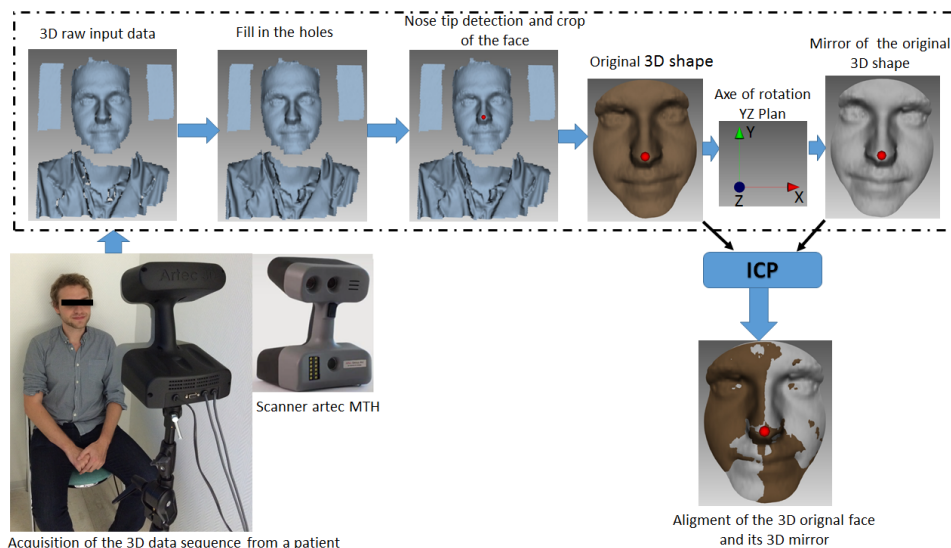 3D raw input data
Fill in the holes
Nose tip detection and crop
of the face
Original 3D shape
Axe of rotation
YZ Plan
Mirror of the original
3D shape
Y
Z
X
ICP
Artec
Scanner artec MTH
Acquisition of the 3D data sequence from a patient
Aligment of the 3D orignal face
and its 3D mirror